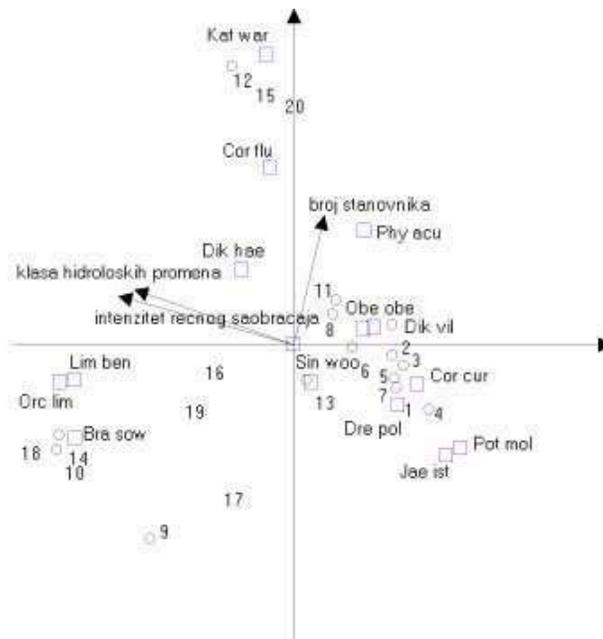 Kat war
12
15
20
Cor flu
broj stanovnika
Phy acu
Dik hae
klasa hidroloskih promena
11
intenzitet recnog saobracaja
Obe obe
8
Dik vil
Lim ben
Sin woo
2
3
16
6
5
Cor cur
Orc lim
13
7
19
1
4
Bra sow
Dre pol
18
14
Pot mol
10
Jae ist
17
9